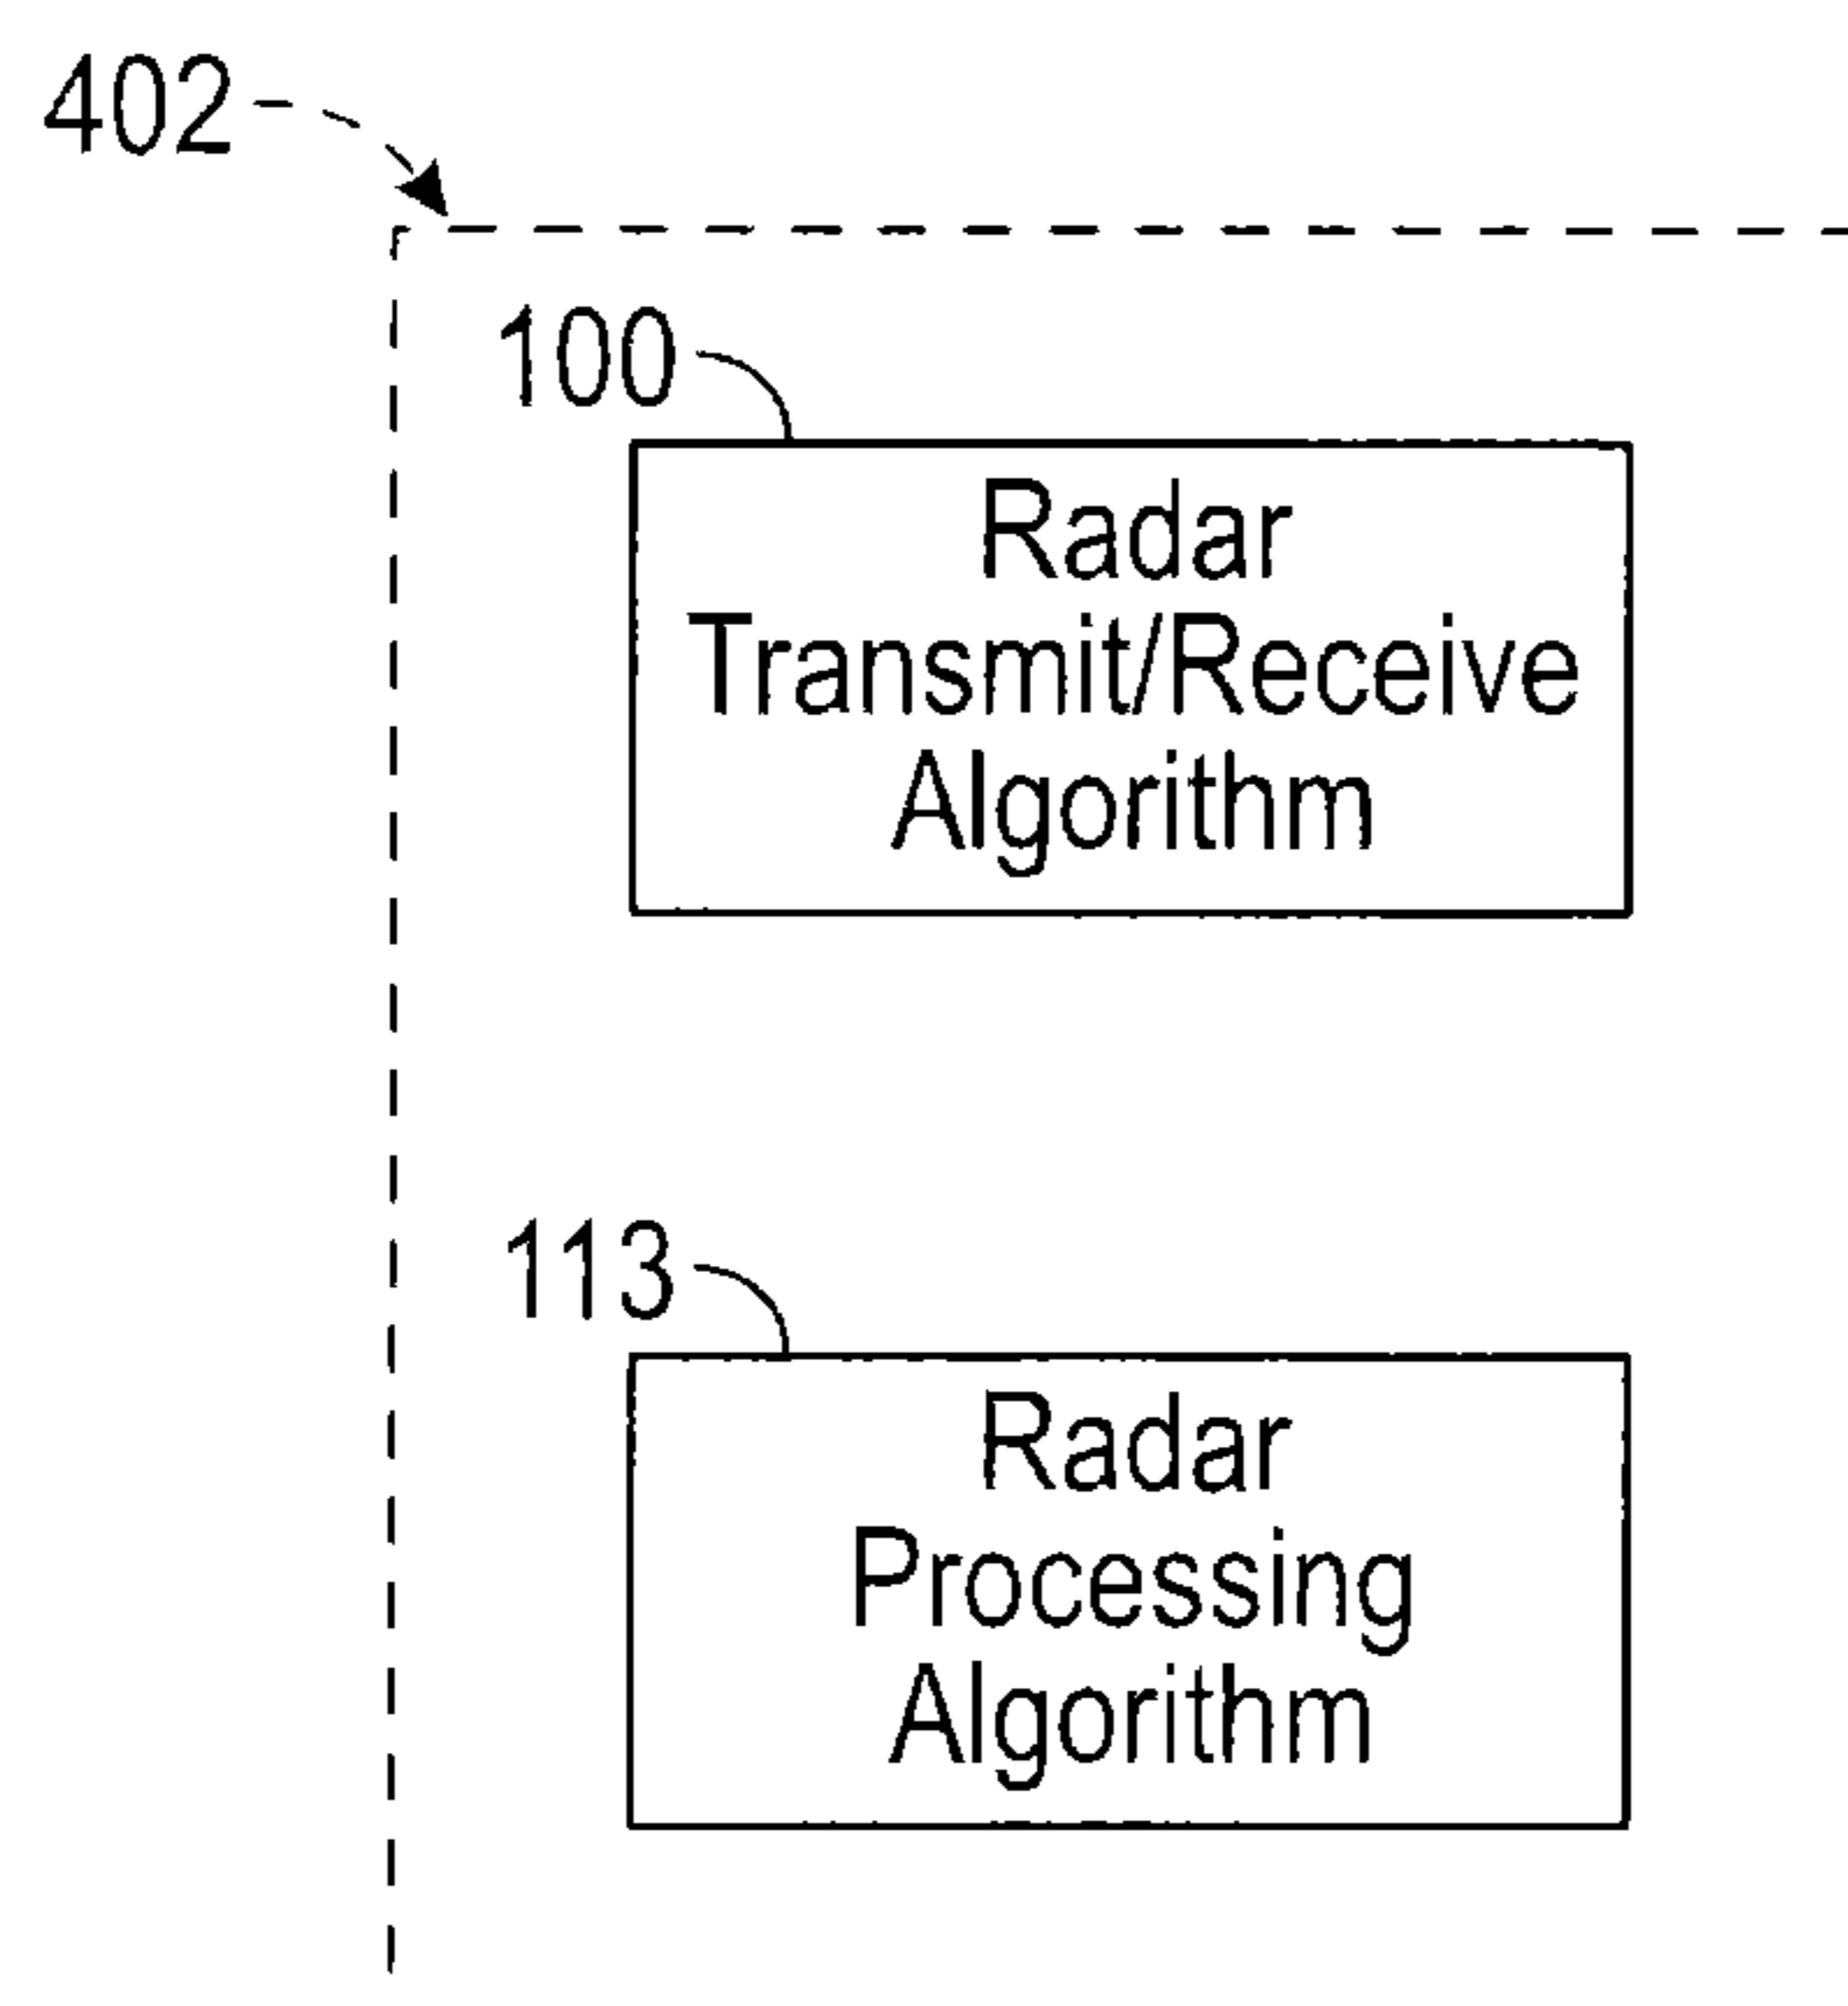 402
100
Radar
Transmit/Receive
Algorithm
113
Radar
Processing
Algorithm